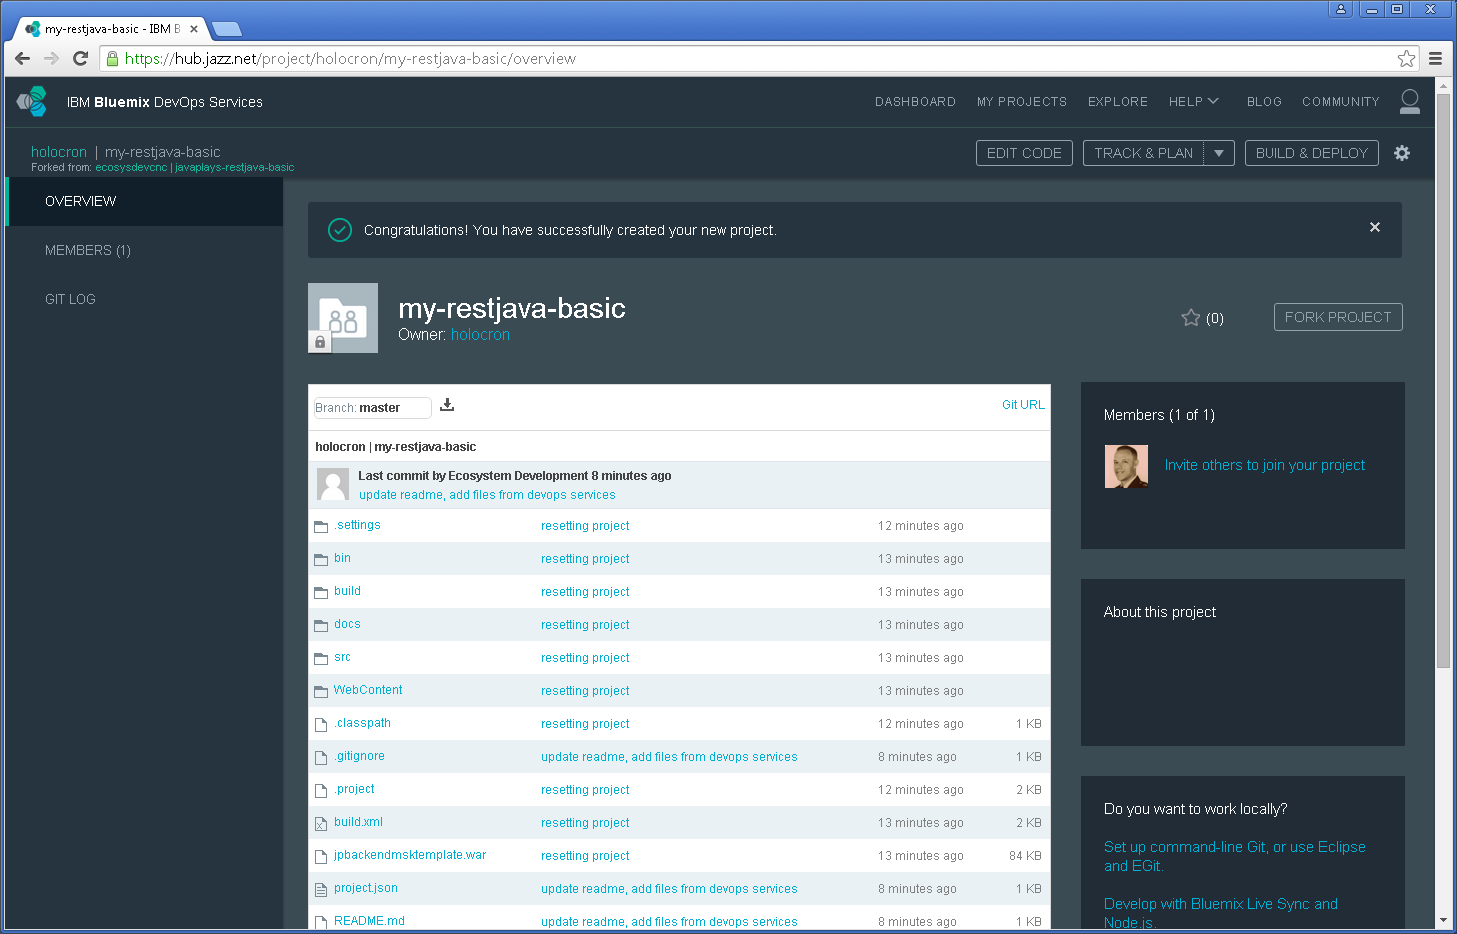 my-restjava-basic - IBM B
https://hub.jazz.net/project/holocron/my-restjava-basic/overview
IBM Bluemix DevOps Services
DASHBOARD MY PROJECTS EXPLORE HELP BLOG COMMUNITY
holocron | my-restjava-basic
Forked from: ecosysdevcnc | javaplays-restjava-basic
EDIT CODE TRACK & PLAN BUILD & DEPLOY
OVERVIEW
MEMBERS (1)
GIT LOG
Congratulations! You have successfully created your new project.
my-restjava-basic
Owner: holocron
(0)
FORK PROJECT
Branch: master
Git URL
holocron | my-restjava-basic
Last commit by Ecosystem Development 8 minutes ago
update readme, add files from devops services
.settings resetting project 12 minutes ago
bin resetting project 13 minutes ago
build resetting project 13 minutes ago
docs resetting project 13 minutes ago
src resetting project 13 minutes ago
WebContent resetting project 13 minutes ago
.classpath resetting project 12 minutes ago 1 KB
.gitignore update readme, add files from devops services 8 minutes ago 1 KB
.project resetting project 12 minutes ago 2 KB
build.xml resetting project 13 minutes ago 2 KB
jpbackendmsktemplate.war resetting project 13 minutes ago 84 KB
project.json update readme, add files from devops services 8 minutes ago 1 KB
README.md update readme, add files from devops services 8 minutes ago 1 KB
Members (1 of 1)
Invite others to join your project
About this project
Do you want to work locally?
Set up command-line Git, or use Eclipse
and EGit.
Develop with Bluemix Live Sync and
Node.js.